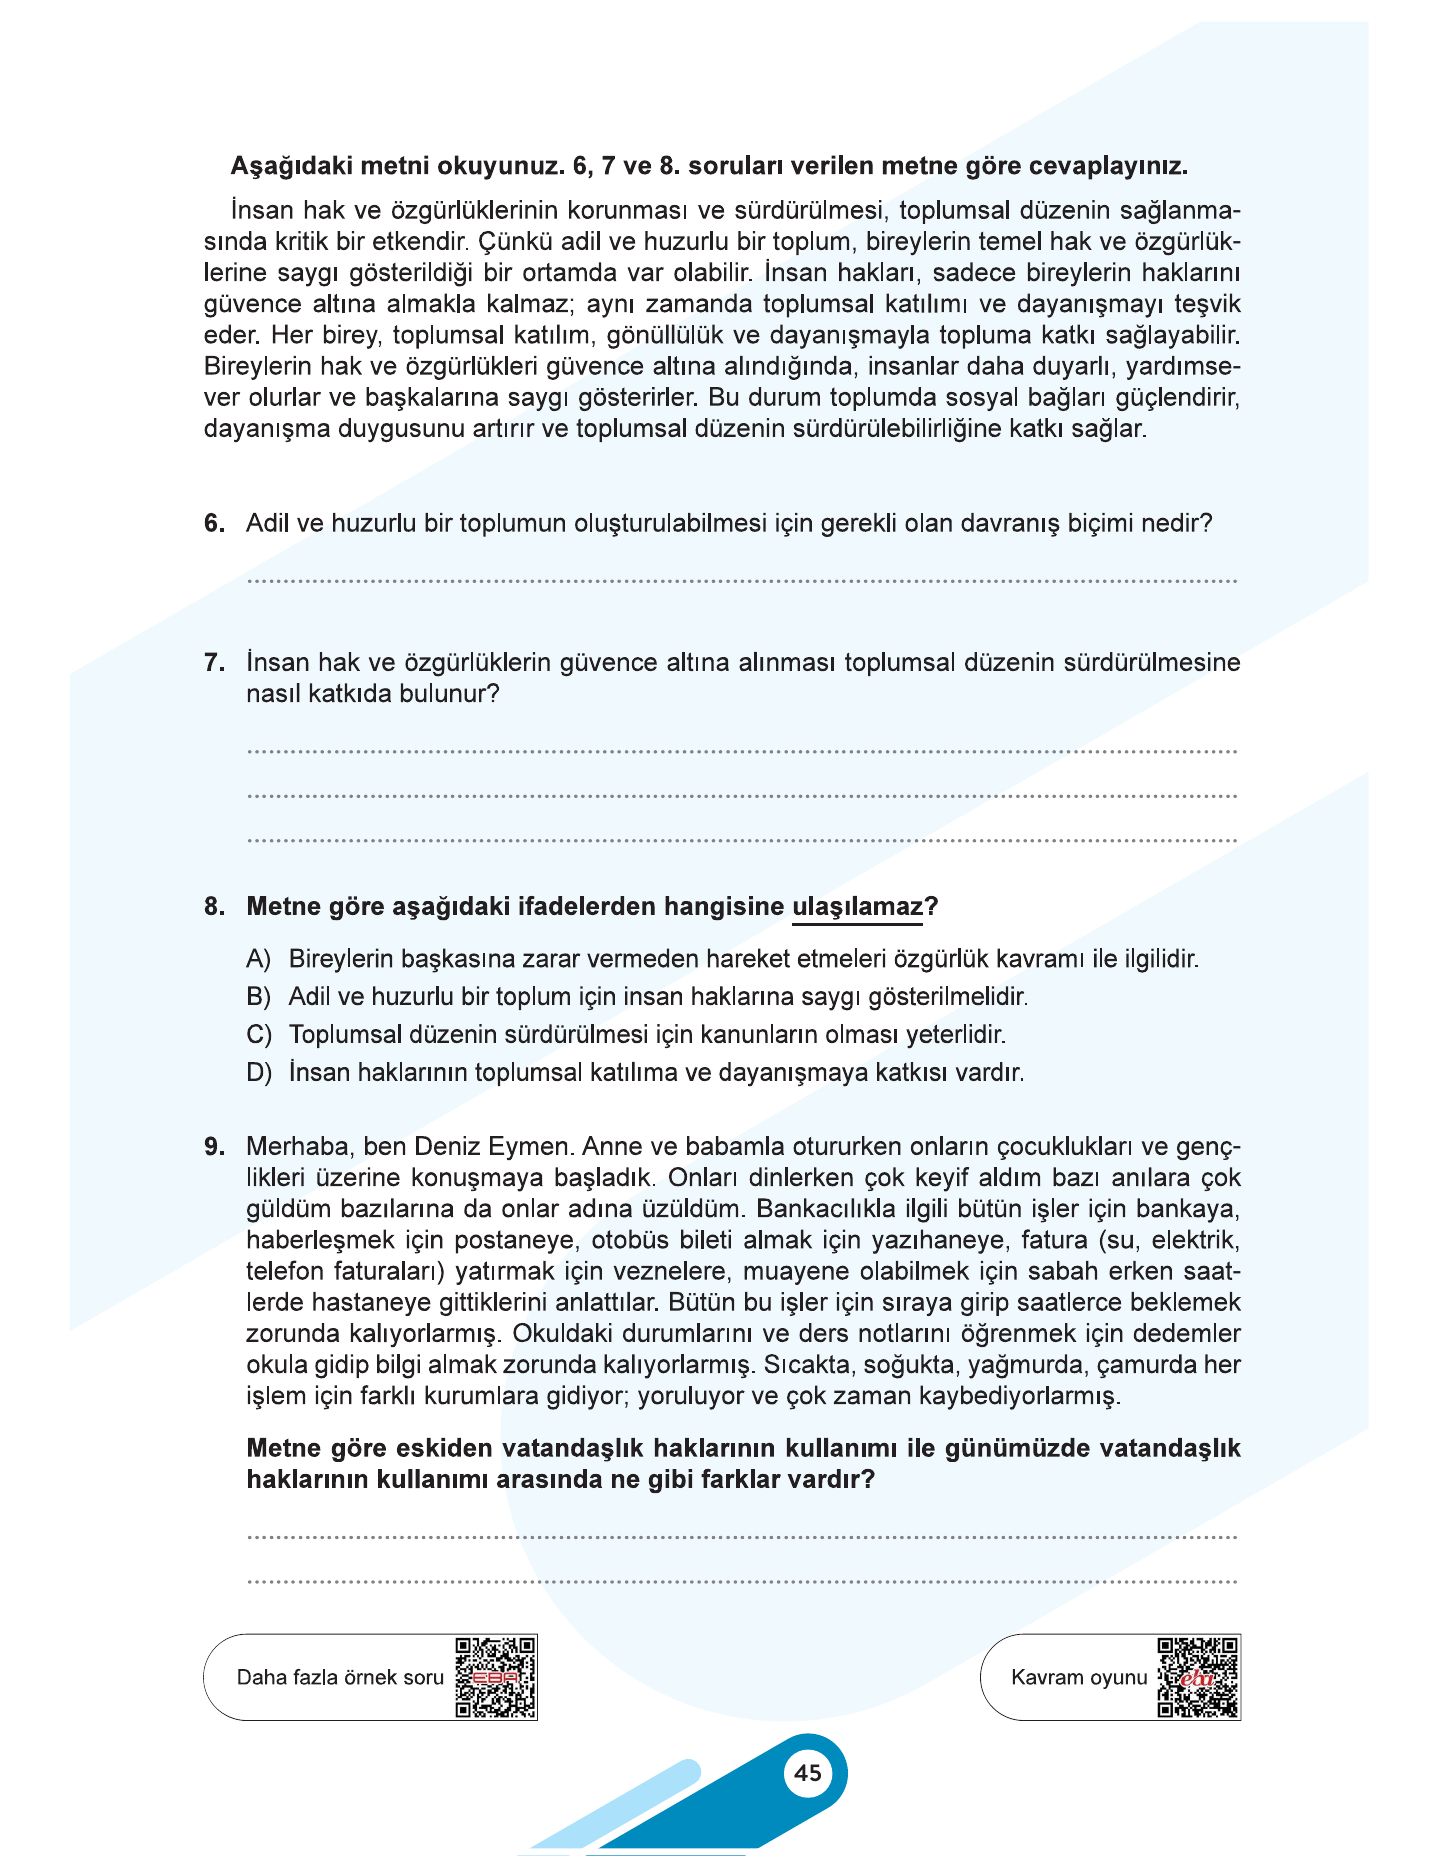 Aşağıdaki metni okuyunuz. 6, 7 ve 8. soruları verilen metne göre cevaplayınız.
İnsan hak ve özgürlüklerinin korunması ve sürdürülmesi, toplumsal düzenin sağlanma-
sında kritik bir etkendir. Çünkü adil ve huzurlu bir toplum, bireylerin temel hak ve özgürlük-
lerine saygı gösterildiği bir ortamda var olabilir. İnsan hakları, sadece bireylerin haklarını
güvence altına almakla kalmaz; aynı zamanda toplumsal katılımı ve dayanışmayı teşvik
eder. Her birey, toplumsal katılım, gönüllülük ve dayanışmayla topluma katkı sağlayabilir.
Bireylerin hak ve özgürlükleri güvence altına alındığında, insanlar daha duyarlı, yardımse-
ver olurlar ve başkalarına saygı gösterirler. Bu durum toplumda sosyal bağları güçlendirir,
dayanışma duygusunu artırır ve toplumsal düzenin sürdürülebilirliğine katkı sağlar.
6. Adil ve huzurlu bir toplumun oluşturulabilmesi için gerekli olan davranış biçimi nedir?
7. İnsan hak ve özgürlüklerin güvence altına alınması toplumsal düzenin sürdürülmesine
nasıl katkıda bulunur?
8. Metne göre aşağıdaki ifadelerden hangisine ulaşılamaz?
A) Bireylerin başkasına zarar vermeden hareket etmeleri özgürlük kavramı ile ilgilidir.
B) Adil ve huzurlu bir toplum için insan haklarına saygı gösterilmelidir.
C) Toplumsal düzenin sürdürülmesi için kanunların olması yeterlidir.
D) İnsan haklarının toplumsal katılıma ve dayanışmaya katkısı vardır.
9. Merhaba, ben Deniz Eymen. Anne ve babamla otururken onların çocuklukları ve genç-
likleri üzerine konuşmaya başladık. Onları dinlerken çok keyif aldım bazı anılara çok
güldüm bazılarına da onlar adına üzüldüm. Bankacılıkla ilgili bütün işler için bankaya,
haberleşmek için postaneye, otobüs bileti almak için yazıhaneye, fatura (su, elektrik,
telefon faturaları) yatırmak için veznelere, muayene olabilmek için sabah erken saat-
lerde hastaneye gittiklerini anlattılar. Bütün bu işler için sıraya girip saatlerce beklemek
zorunda kalıyorlarmış. Okuldaki durumlarını ve ders notlarını öğrenmek için dedemler
okula gidip bilgi almak zorunda kalıyorlarmış. Sıcakta, soğukta, yağmurda, çamurda her
işlem için farklı kurumlara gidiyor; yoruluyor ve çok zaman kaybediyorlarmış.
Metne göre eskiden vatandaşlık haklarının kullanımı ile günümüzde vatandaşlık
haklarının kullanımı arasında ne gibi farklar vardır?
Daha fazla örnek soru
EBA
Kavram oyunu
eba
45